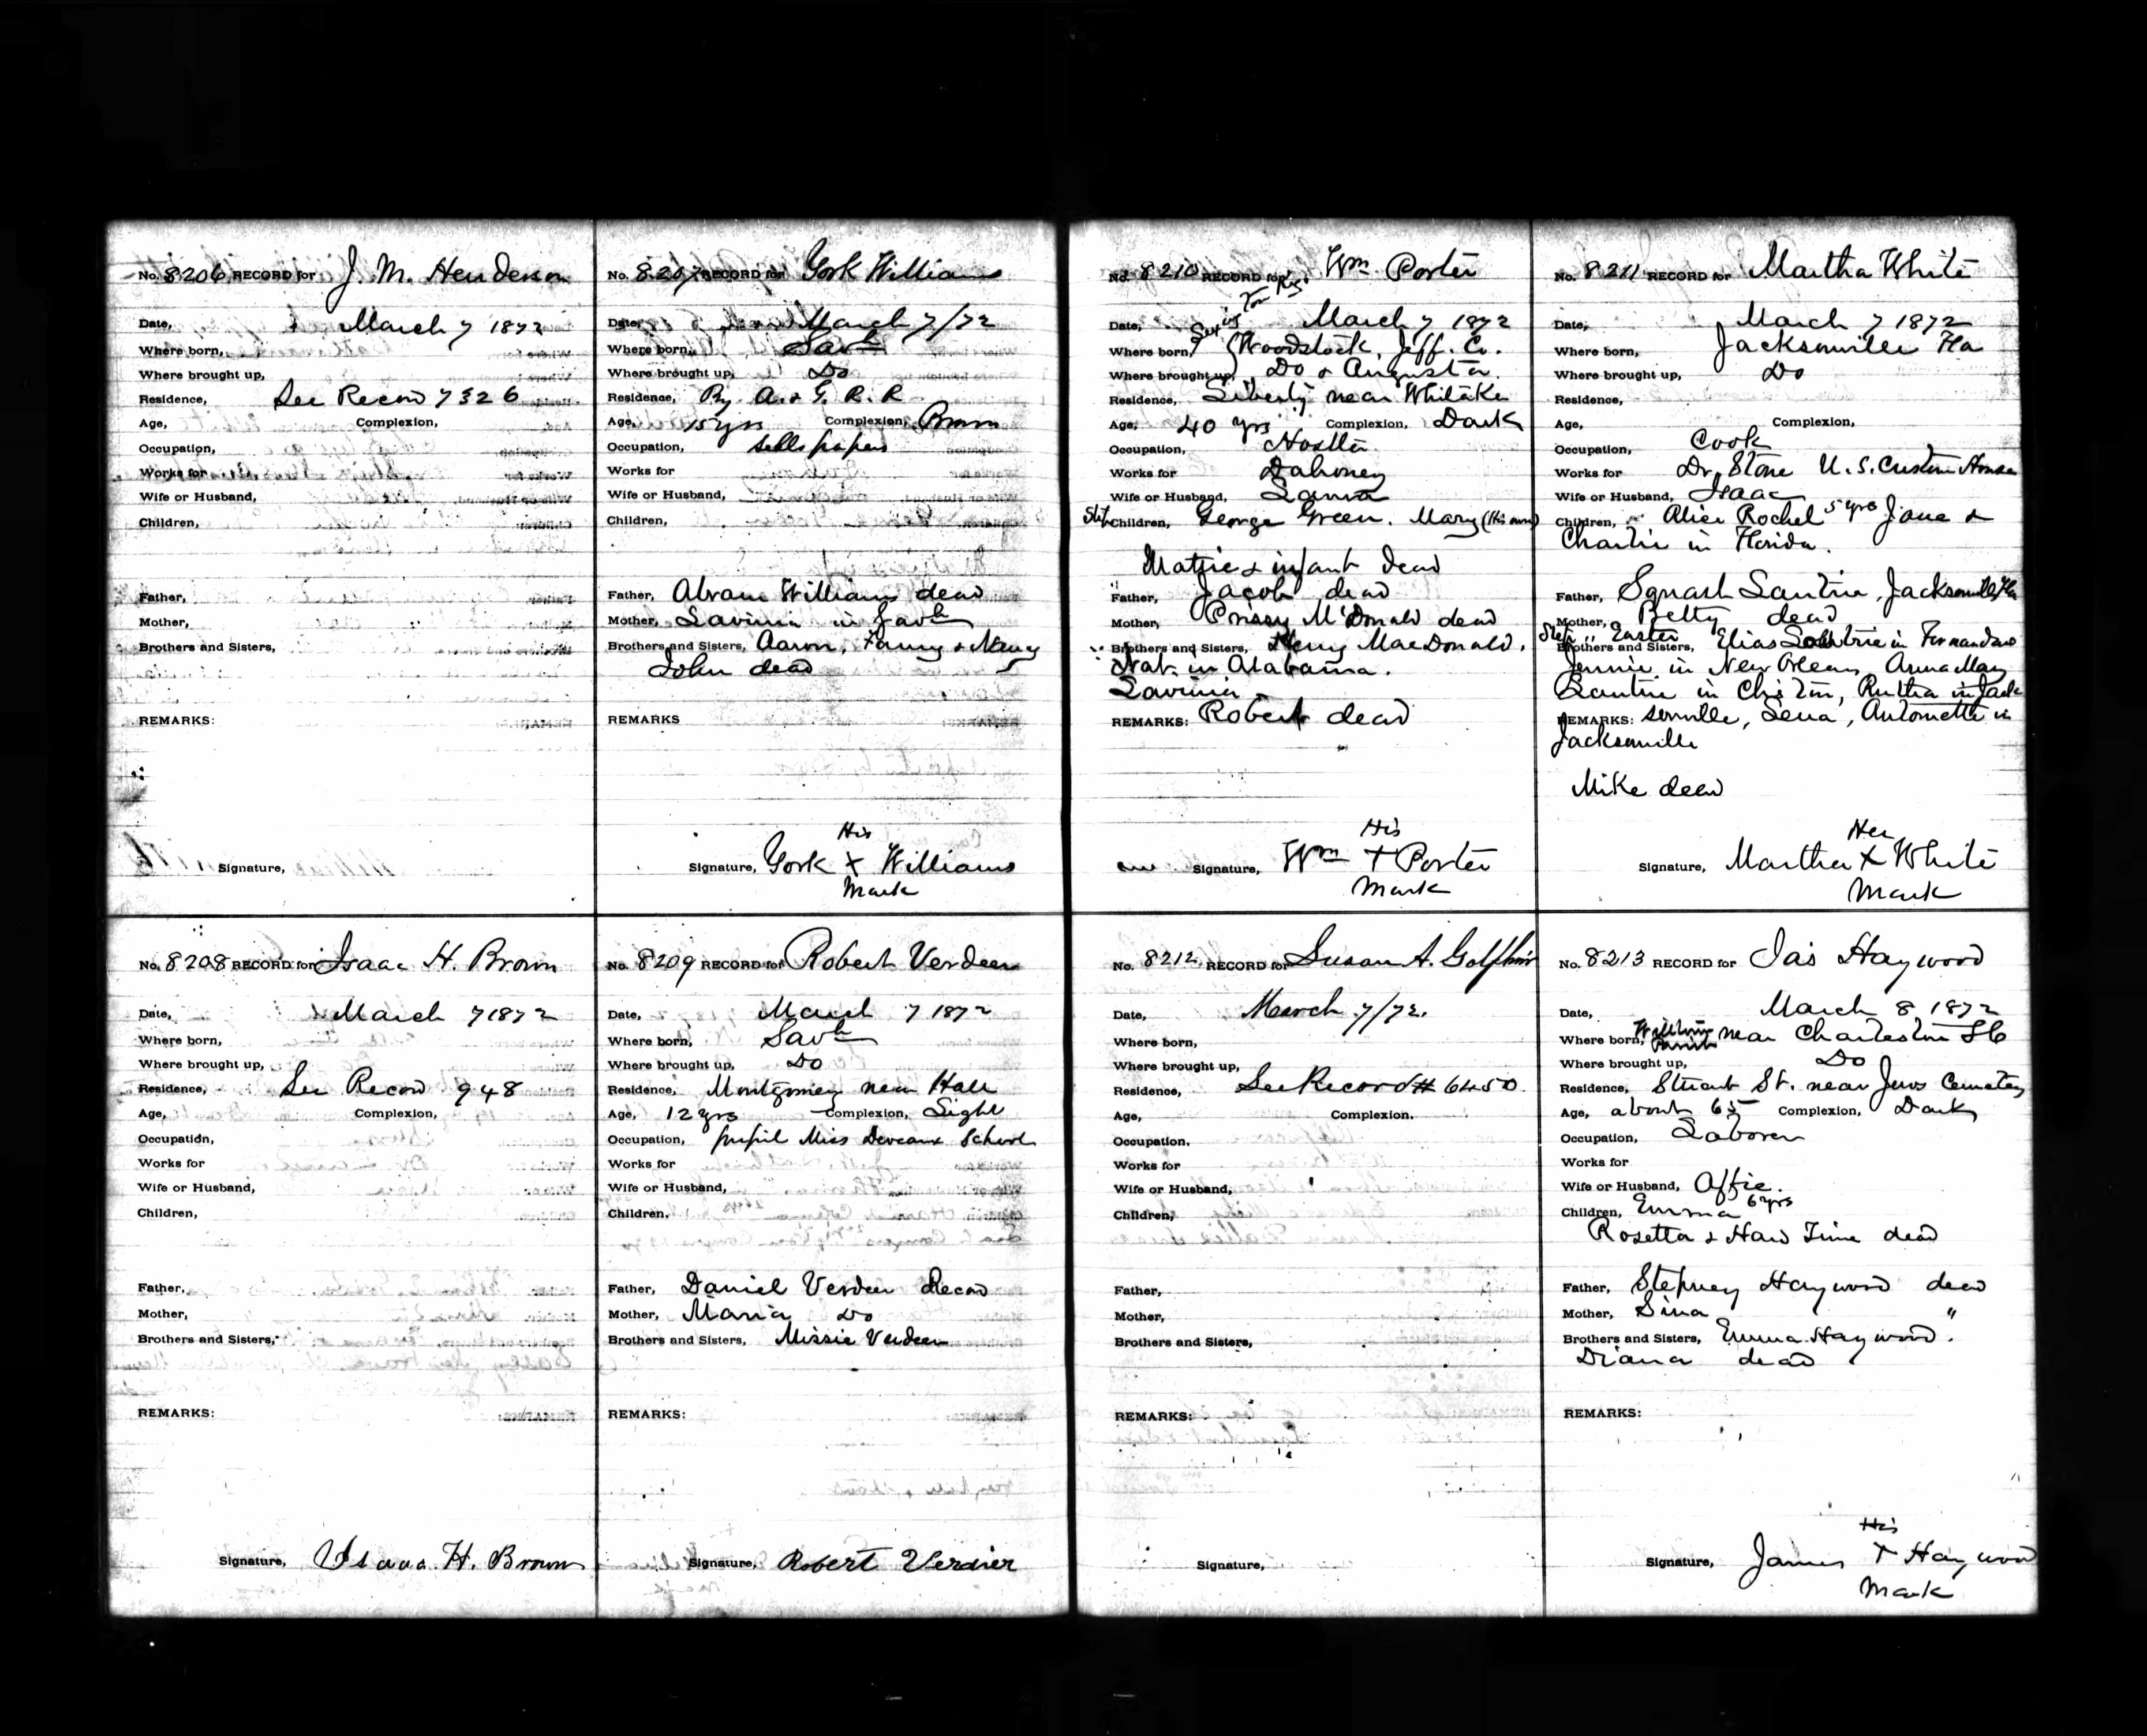 No. 8206 RECORD for J. M. Henderson
Date, March 7 1872
Where born,
Where brought up,
Residence, See Record 7326
Age, Complexion,
Occupation,
Works for
Wife or Husband,
Children,
Father,
Mother,
Brothers and Sisters,
REMARKS:
Signature,
No. 8207 RECORD for York Williams
Date, March 7/72
Where born, Savh
Where brought up, Do
Residence, By A. & G. R. R
Age, 15 yrs Complexion, Brown
Occupation, sells papers
Works for
Wife or Husband,
Children,
Father, Abram Williams dead
Mother, Lavinia in Savh
Brothers and Sisters, Aaron, Fanny & Nancy
John dead
REMARKS
His
Signature, York X Williams
Mark
No. 8208 RECORD for Isaac H. Brown
Date, March 7 1872
Where born,
Where brought up,
Residence, See Record 948
Age, Complexion,
Occupation,
Works for
Wife or Husband,
Children,
Father,
Mother,
Brothers and Sisters,
REMARKS:
Signature, Isaac H. Brown
No. 8209 RECORD for Robert Verdeer
Date, March 7 1872
Where born, Savh
Where brought up, Do
Residence, Montgomery near Hall
Age, 12 yrs Complexion, Light
Occupation, pupil Miss Deveaux School
Works for
Wife or Husband,
Children,
Father, Daniel Verdeer Decd
Mother, Maria Do
Brothers and Sisters, Missie Verdeer
REMARKS:
Signature, Robert Verdier
No. 8210 RECORD for Wm Porter
Date, March 7 1872
Where born, Woodstock, Jeff. Co.
Where brought up, Do & Augusta.
Residence, Liberty near Whitaker
Age, 40 yrs Complexion, Dark
Occupation, Hostler
Works for Dahoney
Wife or Husband, Laura
Step Children, George Green. Mary (His own)
Mattie & infant dead
Father, Jacob dead
Mother, Prissy McDonald dead
Brothers and Sisters, Henry MacDonald,
Nat. in Alabama.
Lavinia
REMARKS: Robert dead
His
Signature, Wm + Porter
Mark
No. 8211 RECORD for Martha White
Date, March 7 1872
Where born, Jacksonville Fla
Where brought up, Do
Residence,
Age, Complexion,
Occupation, Cook
Works for Dr. Stone U. S. Custom House
Wife or Husband, Isaac
Children, Alice Rochel 5 yrs Jane &
Charlie in Florida.
Father, Squash Santine, Jacksonville Fla
Mother, Betty dead
Step " Easter
Brothers and Sisters, Elias in Fernandina
Jennie in New Orleans, Anna May
Santine in Chs'ton, Ruthа in Jack
REMARKS: sonville, Lena, Antonette in
Jacksonville
Mike dead
Her
Signature, Martha X White
Mark
No. 8212 RECORD for Susan A. Golphin
Date, March 7/72.
Where born,
Where brought up,
Residence, See Record # 6450.
Age, Complexion.
Occupation.
Works for
Wife or Husband,
Children,
Father,
Mother,
Brothers and Sisters,
REMARKS:
Signature,
No. 8213 RECORD for Jas Haywood
Date, March 8 1872
Where born, near Charleston SC
Where brought up, Do
Residence, Stuart St. near Jews Cemetery
Age, about 65 Complexion, Dark
Occupation, Laborer
Works for
Wife or Husband, Affie.
Children, Emma 6 yrs
Rosetta & Hard Time dead
Father, Stepney Haywood dead
Mother, Sina "
Brothers and Sisters, Emma Haywood.
Diana dead
REMARKS:
His
Signature, James + Haywood
Mark